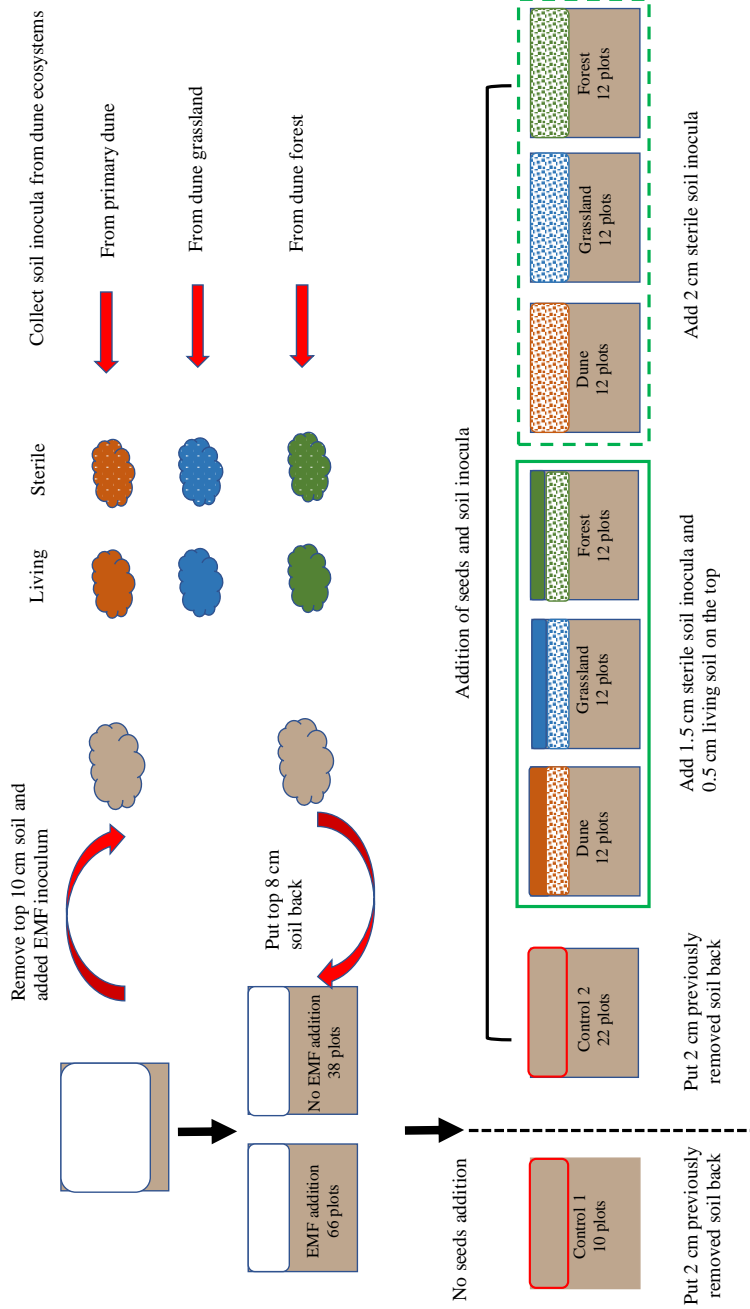 Remove top 10 cm soil and
added EMF inoculum
Living
Sterile
Collect soil inocula from dune ecosystems
From primary dune
From dune grassland
From dune forest
EMF addition
66 plots
No EMF addition
38 plots
Put top 8 cm
soil back
No seeds addition
Addition of seeds and soil inocula
Control 1
10 plots
Control 2
22 plots
Dune
12 plots
Grassland
12 plots
Forest
12 plots
Dune
12 plots
Grassland
12 plots
Forest
12 plots
Put 2 cm previously
removed soil back
Put 2 cm previously
removed soil back
Add 1.5 cm sterile soil inocula and
0.5 cm living soil on the top
Add 2 cm sterile soil inocula